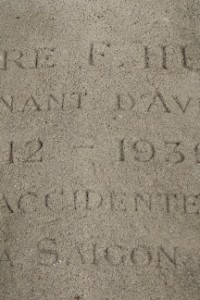 RE F. HU
NANT D'AV
12 - 193
ACCIDENTE
A SAIGON